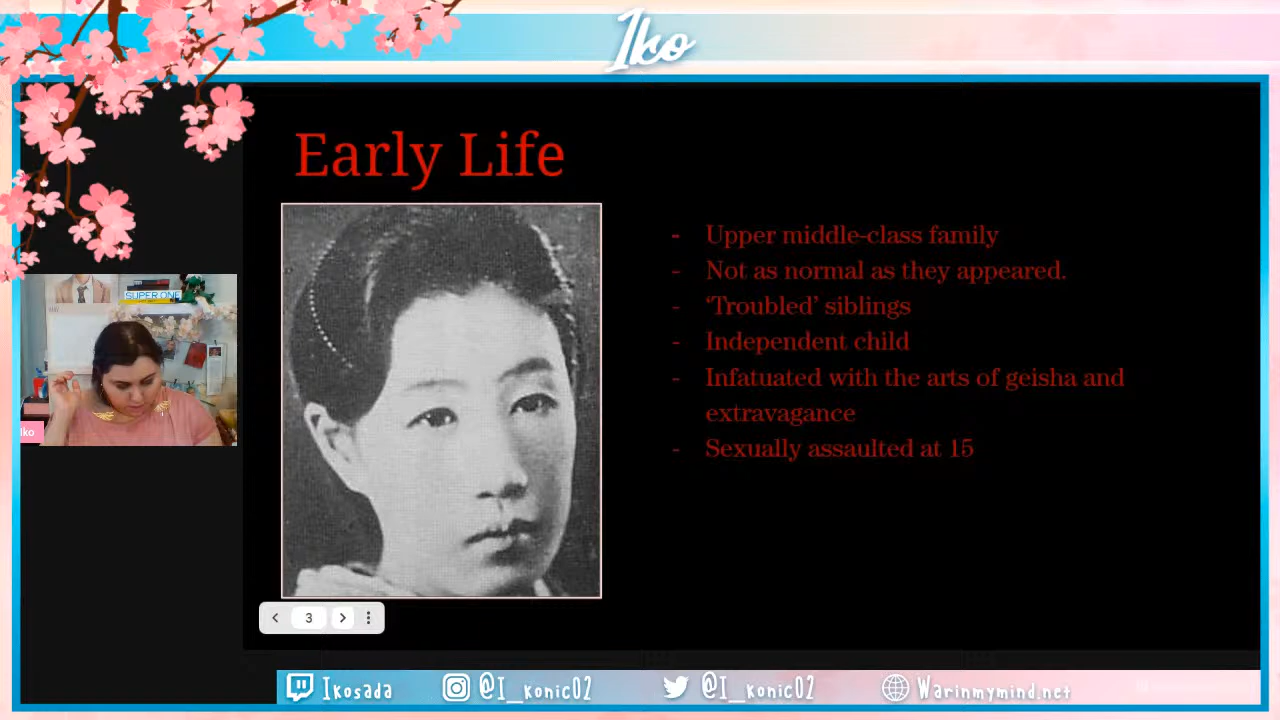 Iko
Early Life
- Upper middle-class family
- Not as normal as they appeared.
- ‘Troubled’ siblings
- Independent child
- Infatuated with the arts of geisha and
extravagance
- Sexually assaulted at 15
SUPER ONE
Iko
3
Ikosada
@I_konic02
@I_konic02
Warinmymind.net